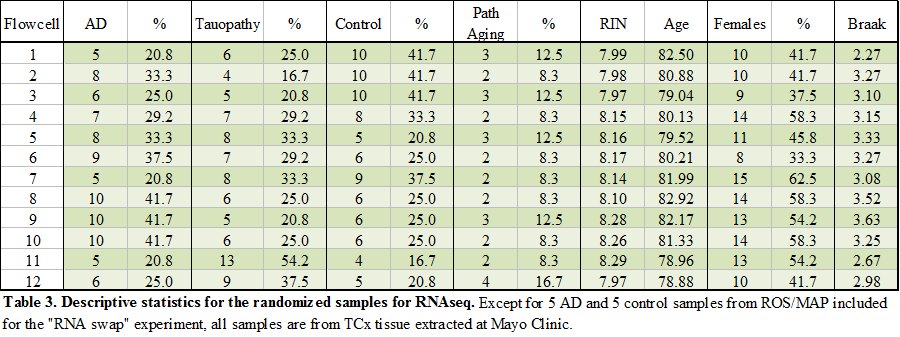 Flowcell AD % Tauopathy % Control % Path Aging % RIN Age Females % Braak
1 5 20.8 6 25.0 10 41.7 3 12.5 7.99 82.50 10 41.7 2.27
2 8 33.3 4 16.7 10 41.7 2 8.3 7.98 80.88 10 41.7 3.27
3 6 25.0 5 20.8 10 41.7 3 12.5 7.97 79.04 9 37.5 3.10
4 7 29.2 7 29.2 8 33.3 2 8.3 8.15 80.13 14 58.3 3.15
5 8 33.3 8 33.3 5 20.8 3 12.5 8.16 79.52 11 45.8 3.33
6 9 37.5 7 29.2 6 25.0 2 8.3 8.17 80.21 8 33.3 3.27
7 5 20.8 8 33.3 9 37.5 2 8.3 8.14 81.99 15 62.5 3.08
8 10 41.7 6 25.0 6 25.0 2 8.3 8.10 82.92 14 58.3 3.52
9 10 41.7 5 20.8 6 25.0 3 12.5 8.28 82.17 13 54.2 3.63
10 10 41.7 6 25.0 6 25.0 2 8.3 8.26 81.33 14 58.3 3.25
11 5 20.8 13 54.2 4 16.7 2 8.3 8.29 78.96 13 54.2 2.67
12 6 25.0 9 37.5 5 20.8 4 16.7 7.97 78.88 10 41.7 2.98
Table 3. Descriptive statistics for the randomized samples for RNAseq. Except for 5 AD and 5 control samples from ROS/MAP included
for the "RNA swap" experiment, all samples are from TCx tissue extracted at Mayo Clinic.